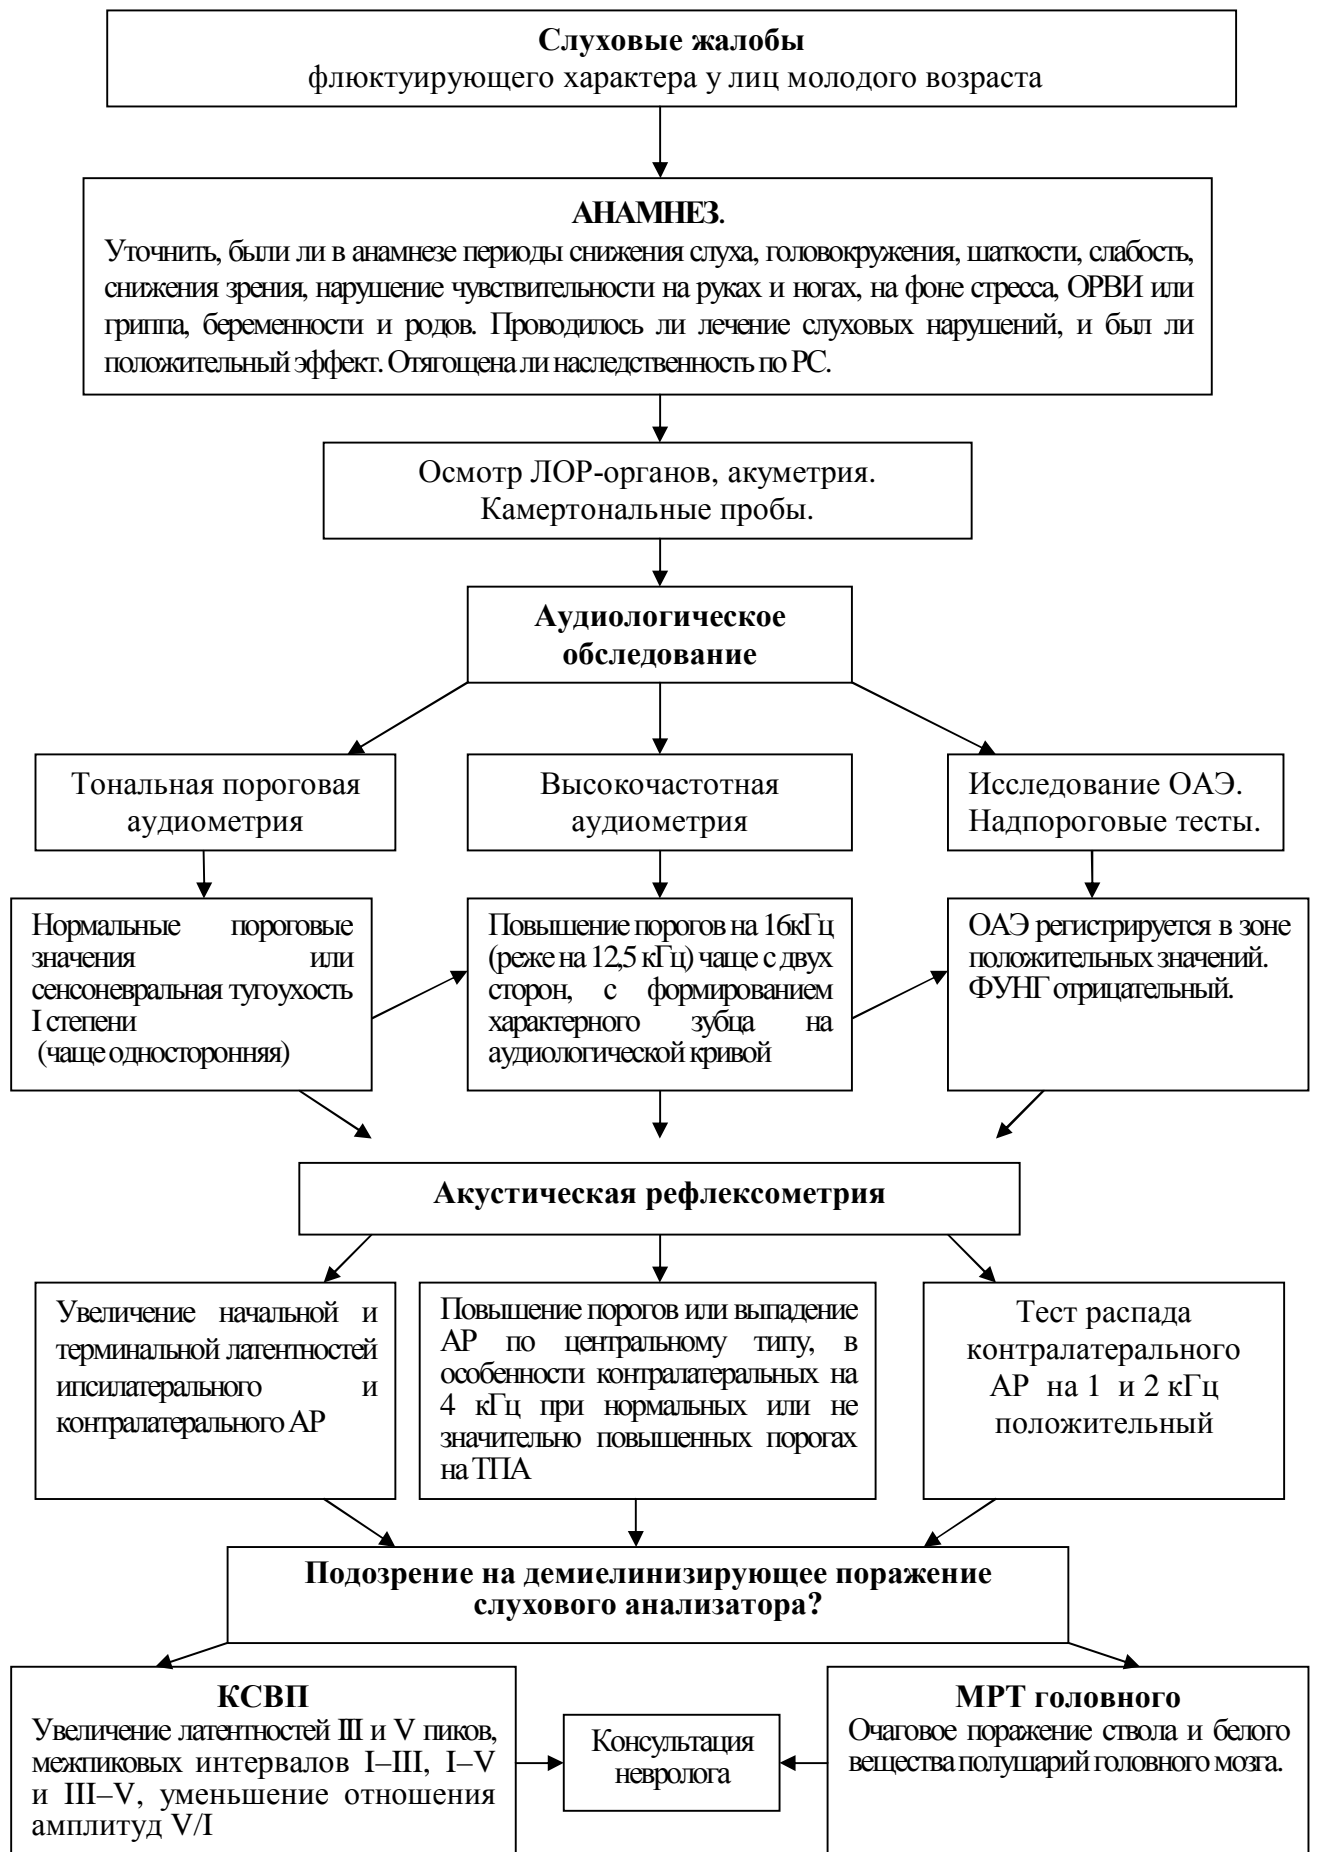 Слуховые жалобы
флюктуирующего характера у лиц молодого возраста
АНАМНЕЗ.
Уточнить, были ли в анамнезе периоды снижения слуха, головокружения, шаткости, слабость,
снижения зрения, нарушение чувствительности на руках и ногах, на фоне стресса, ОРВИ или
гриппа, беременности и родов. Проводилось ли лечение слуховых нарушений, и был ли
положительный эффект. Отягощена ли наследственность по РС.
Осмотр ЛОР-органов, акуметрия.
Камертональные пробы.
Аудиологическое
обследование
Тональная пороговая
аудиометрия
Высокочастотная
аудиометрия
Исследование ОАЭ.
Надпороговые тесты.
Нормальные пороговые
значения или
сенсоневральная тугоухость
I степени
(чаще односторонняя)
Повышение порогов на 16кГц
(реже на 12,5 кГц) чаще с двух
сторон, с формированием
характерного зубца на
аудиологической кривой
ОАЭ регистрируется в зоне
положительных значений.
ФУНГ отрицательный.
Акустическая рефлексометрия
Увеличение начальной и
терминальной латентностей
ипсилатерального и
контралатерального АР
Повышение порогов или выпадение
АР по центральному типу, в
особенности контралатеральных на
4 кГц при нормальных или не
значительно повышенных порогах
на ТПА
Тест распада
контралатерального
АР на 1 и 2 кГц
положительный
Подозрение на демиелинизирующее поражение
слухового анализатора?
КСВП
Увеличение латентностей III и V пиков,
межпиковых интервалов I–III, I–V
и III–V, уменьшение отношения
амплитуд V/I
Консультация
невролога
МРТ головного
Очаговое поражение ствола и белого
вещества полушарий головного мозга.